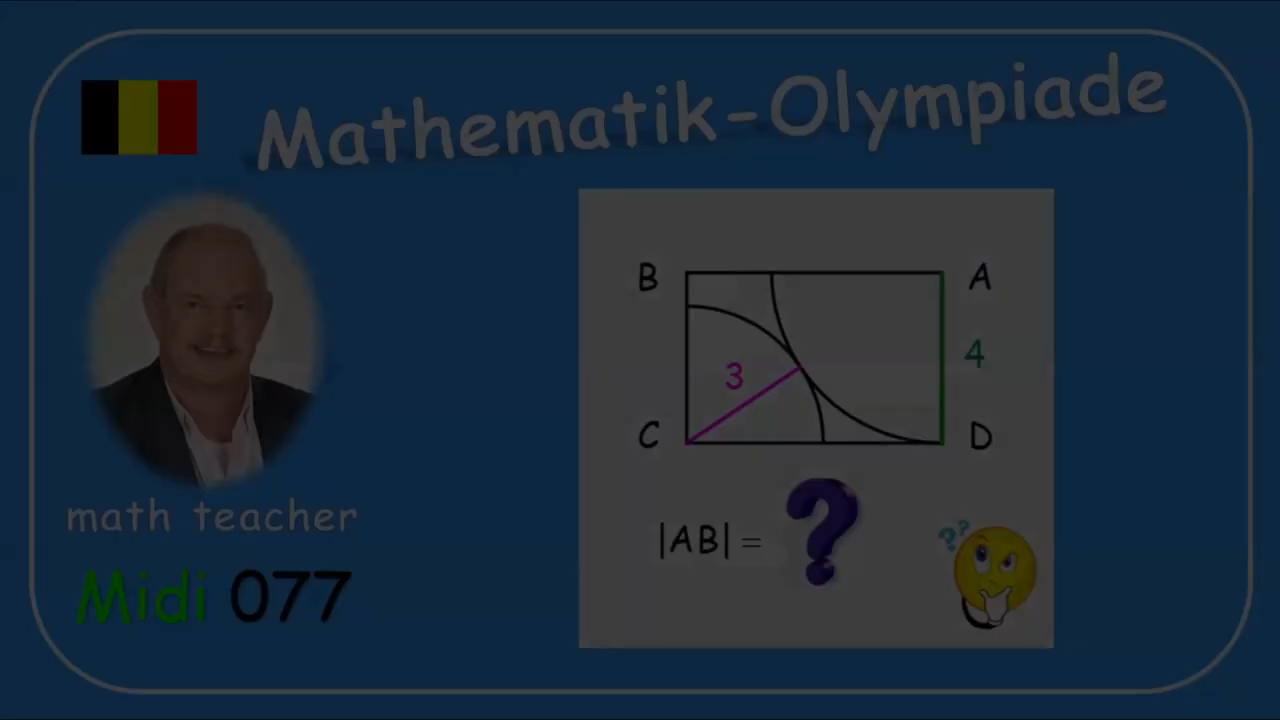 Mathematik-Olympiade
math teacher
Midi 077
B
A
3
4
C
D
|AB| = ?
??